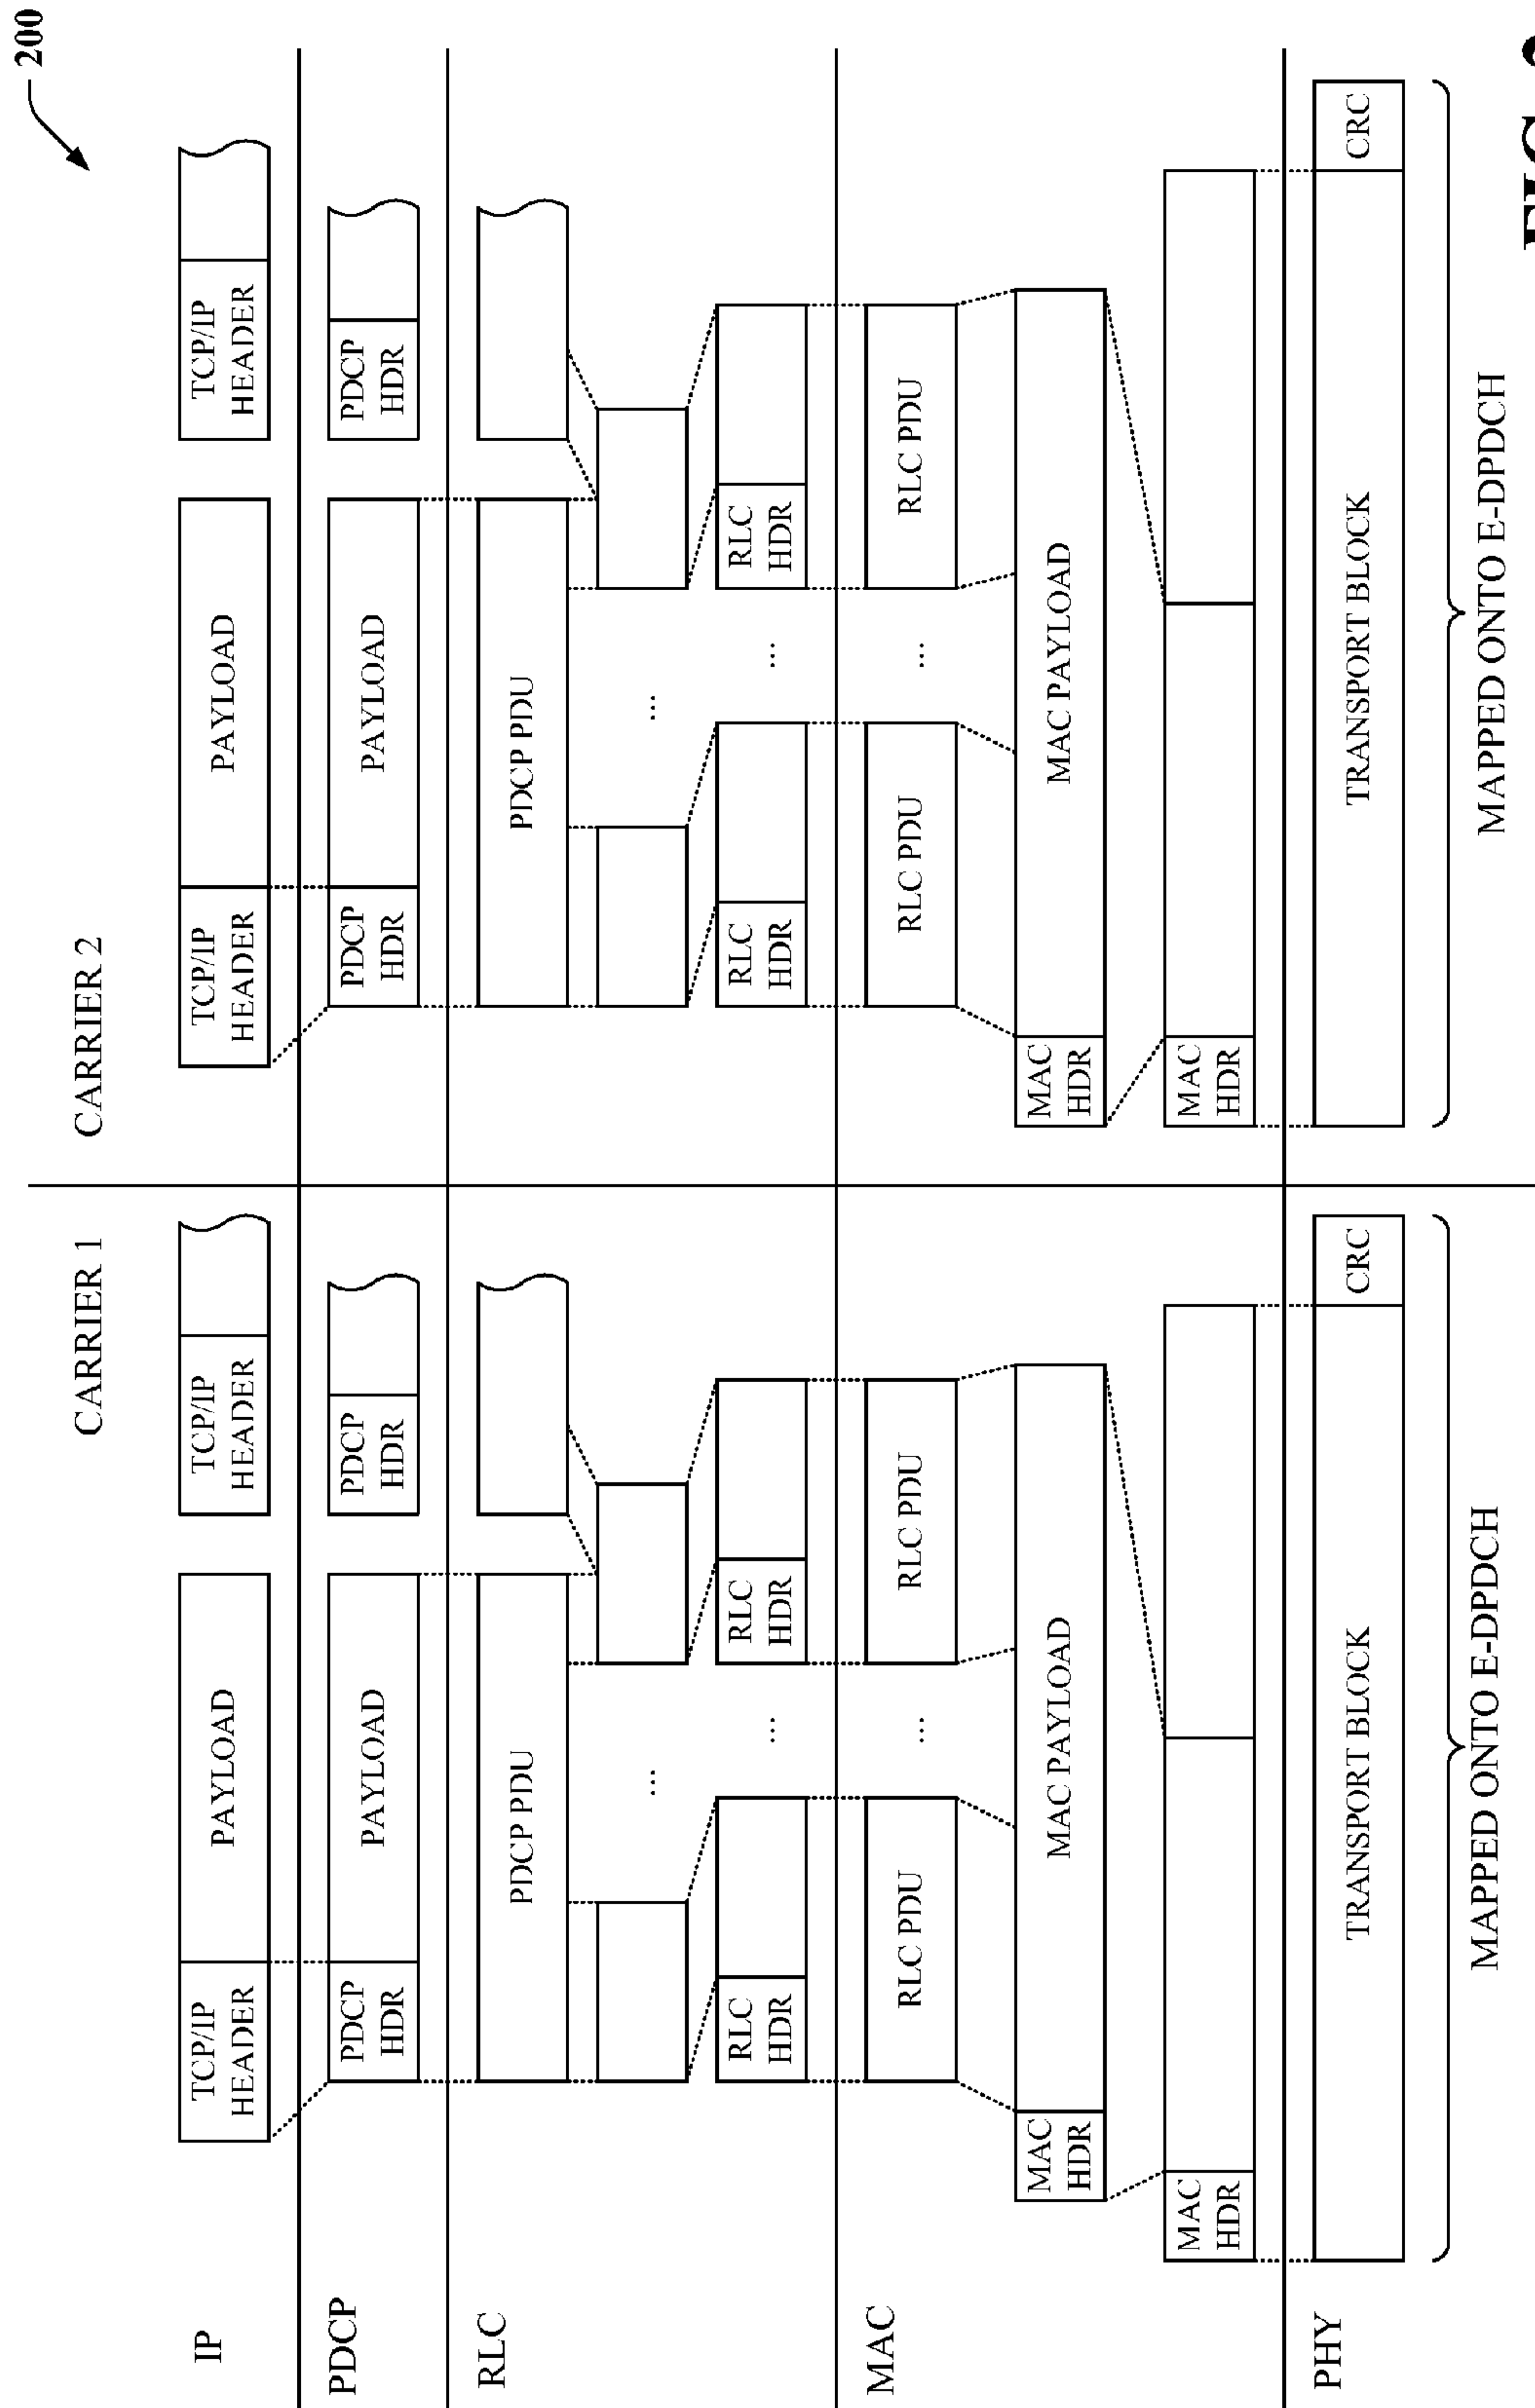 200
CARRIER 1
CARRIER 2
IP
TCP/IP
HEADER
PAYLOAD
TCP/IP
HEADER
TCP/IP
HEADER
PAYLOAD
TCP/IP
HEADER
PDCP
PDCP
HDR
PAYLOAD
PDCP
HDR
PDCP
HDR
PAYLOAD
PDCP
HDR
RLC
PDCP PDU
PDCP PDU
...
...
RLC
HDR
...
RLC
HDR
RLC
HDR
...
RLC
HDR
MAC
RLC PDU
...
RLC PDU
RLC PDU
...
RLC PDU
MAC
HDR
MAC PAYLOAD
MAC
HDR
MAC PAYLOAD
MAC
HDR
MAC
HDR
PHY
TRANSPORT BLOCK
CRC
TRANSPORT BLOCK
CRC
MAPPED ONTO E-DPDCH
MAPPED ONTO E-DPDCH
FIG.